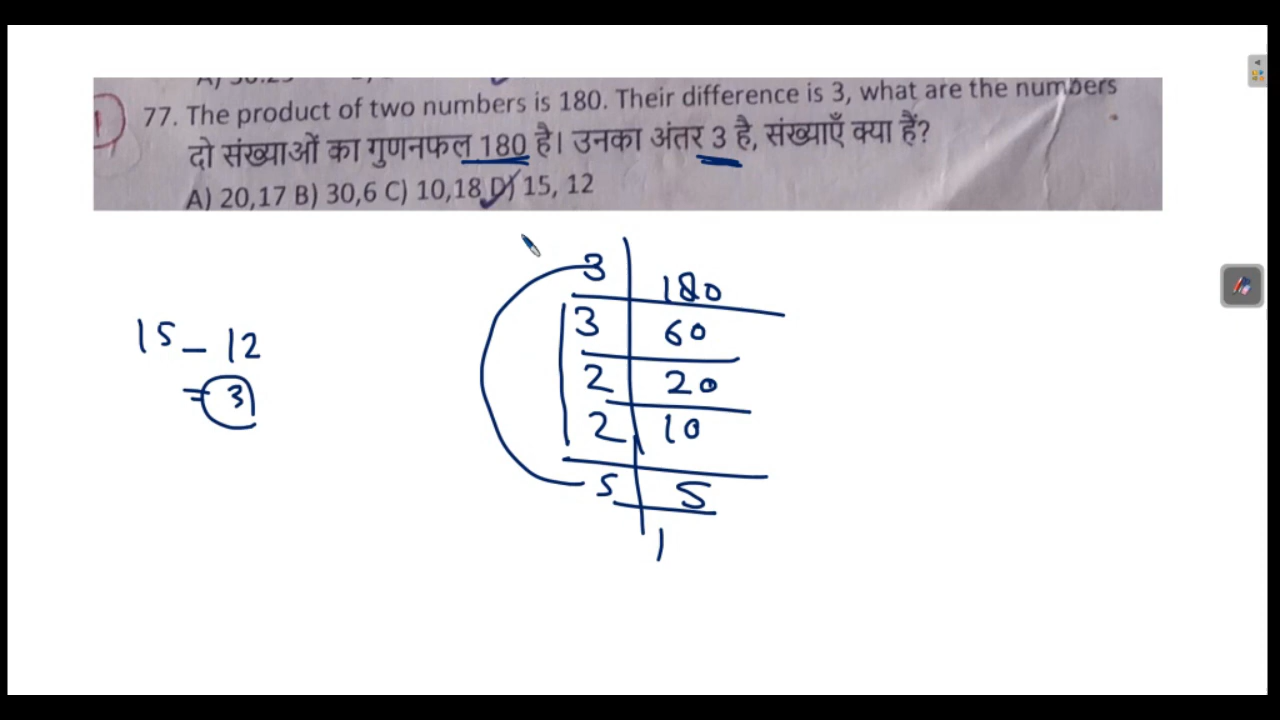 77. The product of two numbers is 180. Their difference is 3, what are the numbers
दो संख्याओं का गुणनफल 180 है। उनका अंतर 3 है, संख्याएँ क्या हैं?
A) 20,17 B) 30,6 C) 10,18 D) 15, 12
3 180
3 60
15 - 12
2 20
= 3
2 10
5 5
1